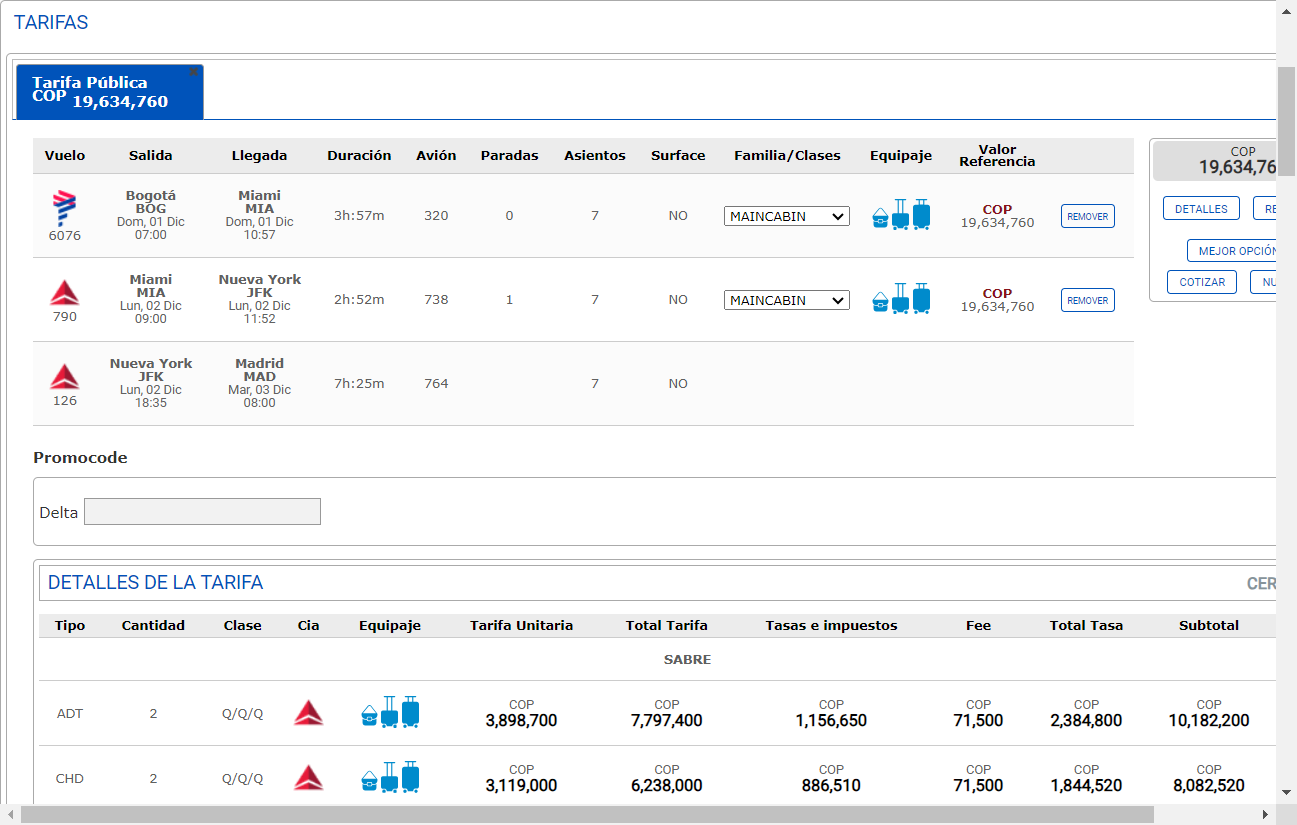 TARIFAS
Tarifa Pública
COP 19,634,760
Vuelo Salida Llegada Duración Avión Paradas Asientos Surface Familia/Clases Equipaje Valor Referencia
6076 Bogotá BOG Dom, 01 Dic 07:00 Miami MIA Dom, 01 Dic 10:57 3h:57m 320 0 7 NO MAINCABIN COP 19,634,760 REMOVER
790 Miami MIA Lun, 02 Dic 09:00 Nueva York JFK Lun, 02 Dic 11:52 2h:52m 738 1 7 NO MAINCABIN COP 19,634,760 REMOVER
126 Nueva York JFK Lun, 02 Dic 18:35 Madrid MAD Mar, 03 Dic 08:00 7h:25m 764 7 NO
COP
19,634,76
DETALLES RE
MEJOR OPCIÓN
COTIZAR NU
Promocode
Delta
DETALLES DE LA TARIFA CER
Tipo Cantidad Clase Cia Equipaje Tarifa Unitaria Total Tarifa Tasas e impuestos Fee Total Tasa Subtotal
SABRE
ADT 2 Q/Q/Q COP 3,898,700 COP 7,797,400 COP 1,156,650 COP 71,500 COP 2,384,800 COP 10,182,200
CHD 2 Q/Q/Q COP 3,119,000 COP 6,238,000 COP 886,510 COP 71,500 COP 1,844,520 COP 8,082,520